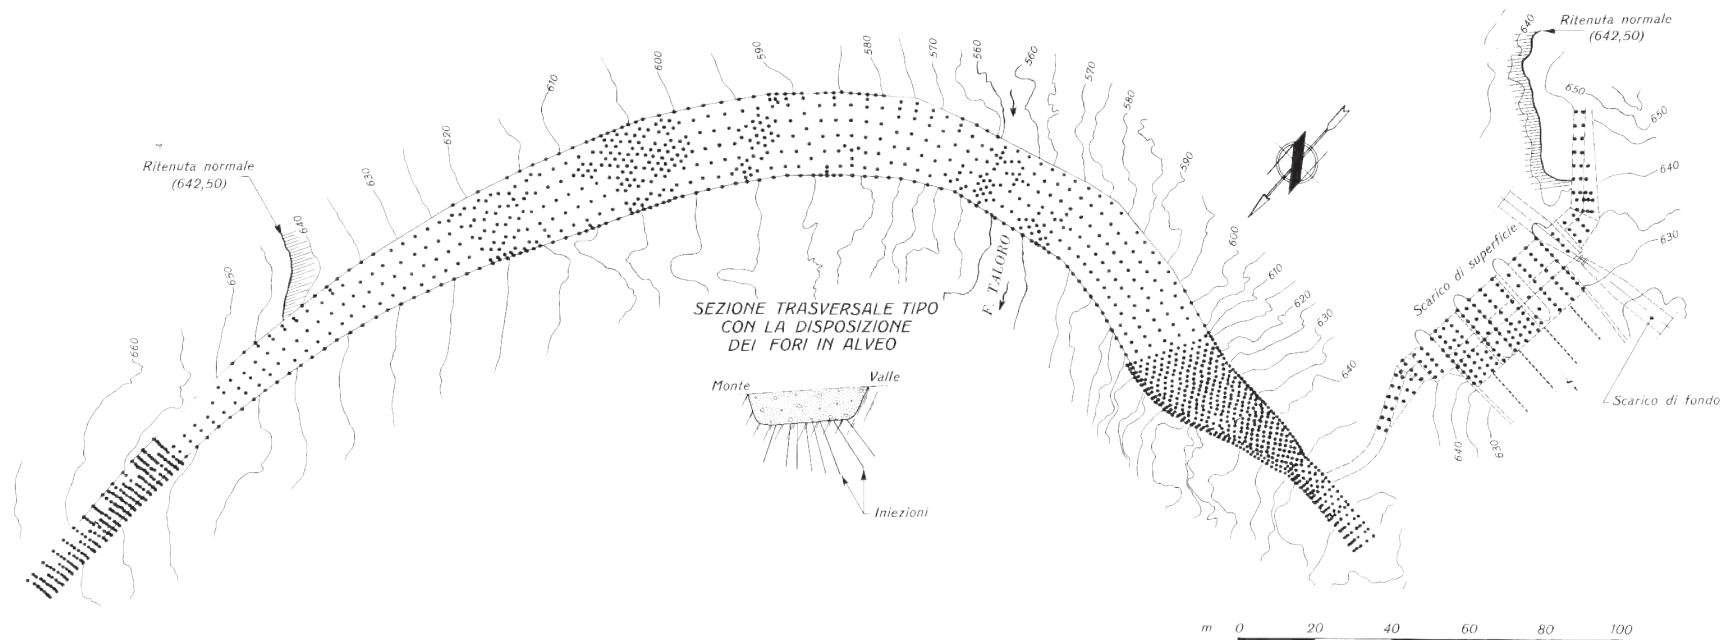 Ritenuta normale
(642,50)
640
650
650
640
630
Scarico di superficie
Scarico di fondo
640
630
560
570
580
590
600
610
620
630
640
560
570
580
590
600
610
620
630
640
650
660
Ritenuta normale
(642,50)
F. TALORO
SEZIONE TRASVERSALE TIPO
CON LA DISPOSIZIONE
DEI FORI IN ALVEO
Monte
Valle
Iniezioni
m 0 20 40 60 80 100